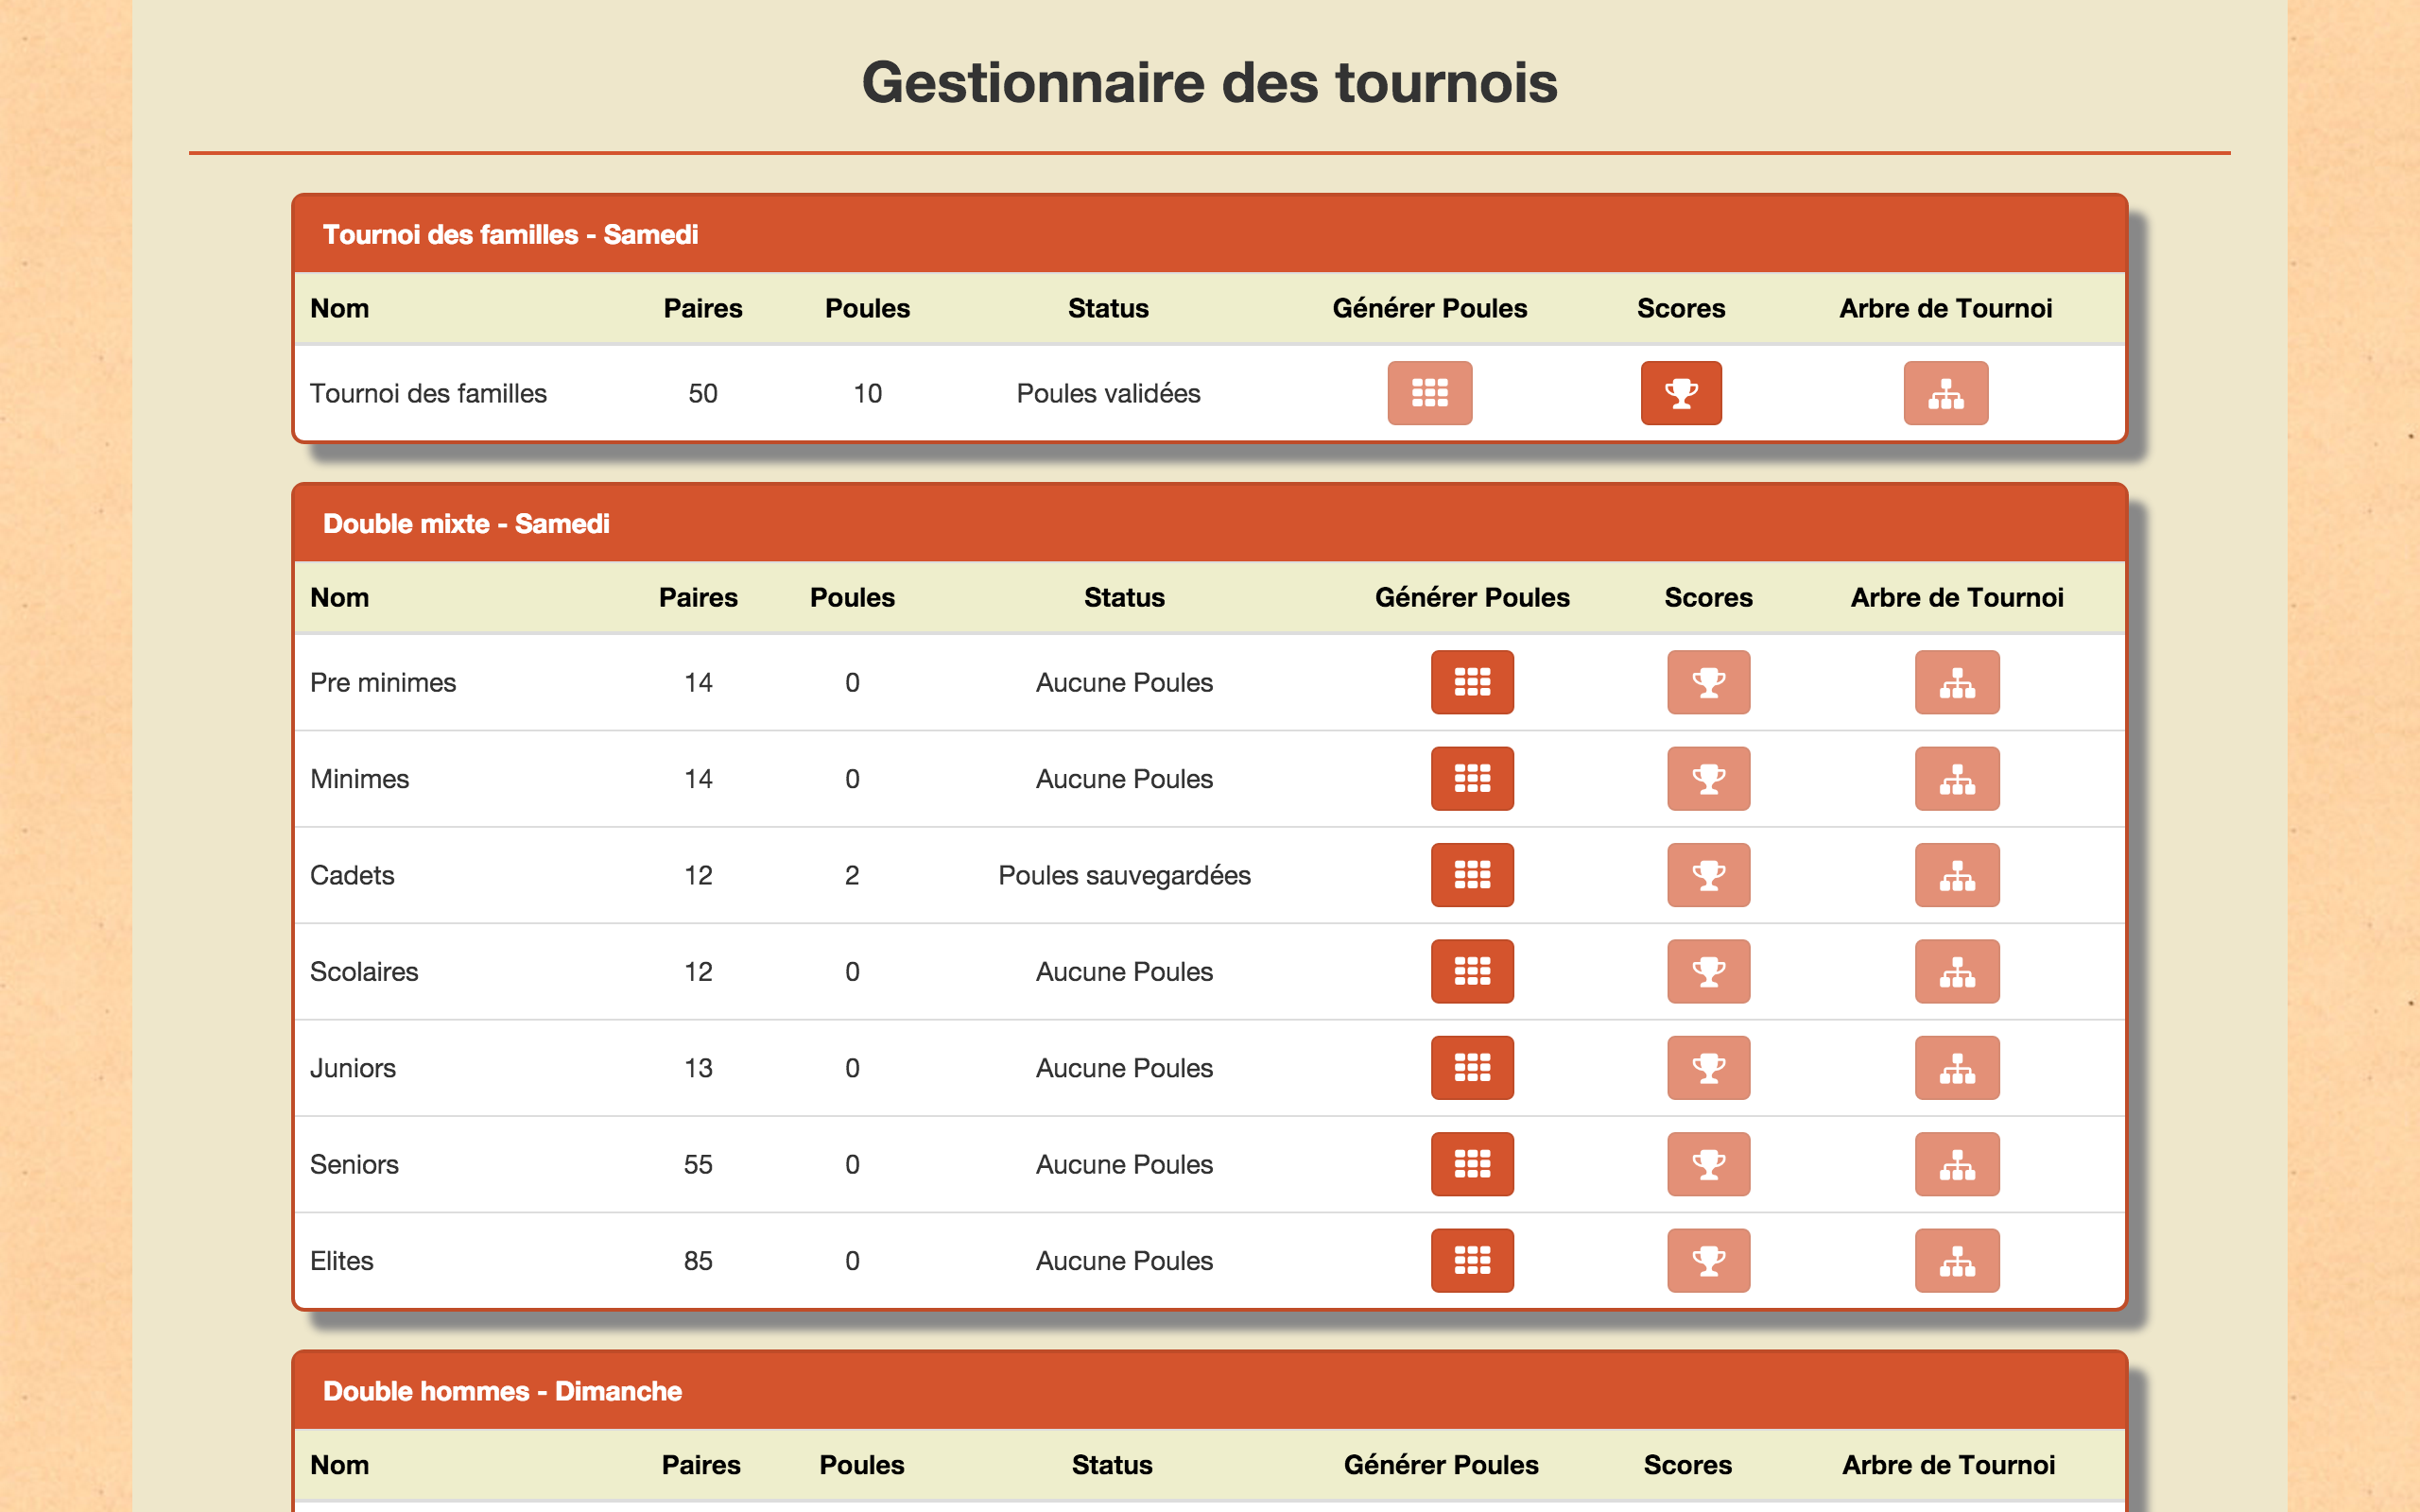 Gestionnaire des tournois
Tournoi des familles - Samedi
Nom Paires Poules Status Générer Poules Scores Arbre de Tournoi
Tournoi des familles 50 10 Poules validées
Double mixte - Samedi
Nom Paires Poules Status Générer Poules Scores Arbre de Tournoi
Pre minimes 14 0 Aucune Poules
Minimes 14 0 Aucune Poules
Cadets 12 2 Poules sauvegardées
Scolaires 12 0 Aucune Poules
Juniors 13 0 Aucune Poules
Seniors 55 0 Aucune Poules
Elites 85 0 Aucune Poules
Double hommes - Dimanche
Nom Paires Poules Status Générer Poules Scores Arbre de Tournoi